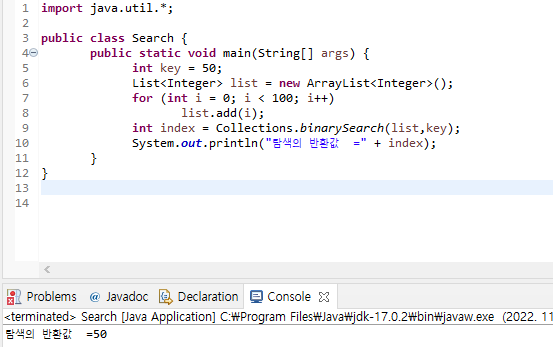 1 import java.util.*;
2
3 public class Search {
4 public static void main(String[] args) {
5 int key = 50;
6 List<Integer> list = new ArrayList<Integer>();
7 for (int i = 0; i < 100; i++)
8 list.add(i);
9 int index = Collections.binarySearch(list,key);
10 System.out.println("탐색의 반환값  =" + index);
11 }
12 }
13
14
Problems @ Javadoc Declaration Console
<terminated> Search [Java Application] C:₩Program Files₩Java₩jdk-17.0.2₩bin₩javaw.exe (2022. 11
탐색의 반환값  =50